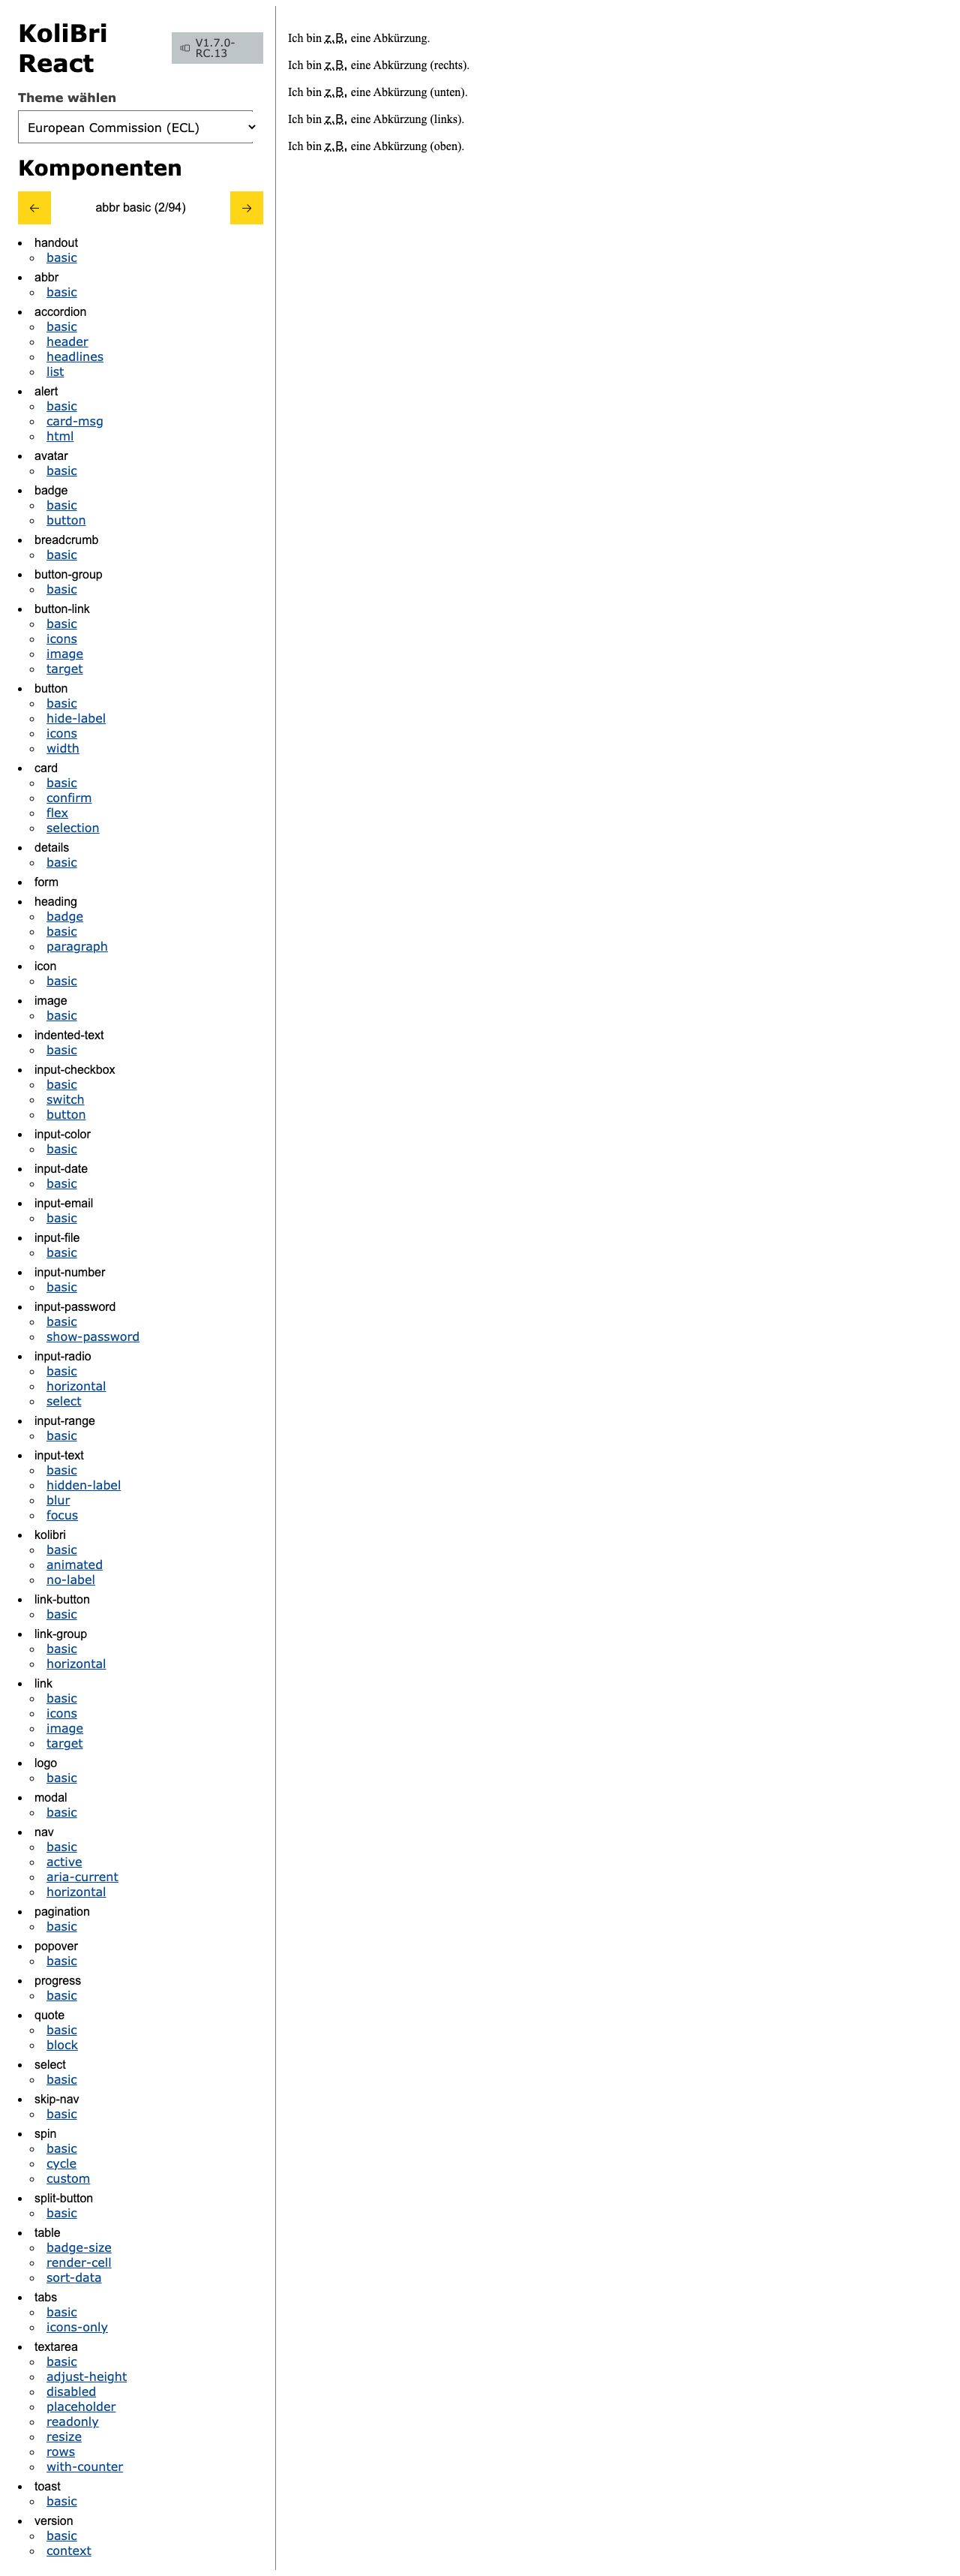 KoliBri
React
V1.7.0-
RC.13
Theme wählen
European Commission (ECL)
Komponenten
← abbr basic (2/94) →
handout
basic
abbr
basic
accordion
basic
header
headlines
list
alert
basic
card-msg
html
avatar
basic
badge
basic
button
breadcrumb
basic
button-group
basic
button-link
basic
icons
image
target
button
basic
hide-label
icons
width
card
basic
confirm
flex
selection
details
basic
form
heading
badge
basic
paragraph
icon
basic
image
basic
indented-text
basic
input-checkbox
basic
switch
button
input-color
basic
input-date
basic
input-email
basic
input-file
basic
input-number
basic
input-password
basic
show-password
input-radio
basic
horizontal
select
input-range
basic
input-text
basic
hidden-label
blur
focus
kolibri
basic
animated
no-label
link-button
basic
link-group
basic
horizontal
link
basic
icons
image
target
logo
basic
modal
basic
nav
basic
active
aria-current
horizontal
pagination
basic
popover
basic
progress
basic
quote
basic
block
select
basic
skip-nav
basic
spin
basic
cycle
custom
split-button
basic
table
badge-size
render-cell
sort-data
tabs
basic
icons-only
textarea
basic
adjust-height
disabled
placeholder
readonly
resize
rows
with-counter
toast
basic
version
basic
context
Ich bin z.B. eine Abkürzung.
Ich bin z.B. eine Abkürzung (rechts).
Ich bin z.B. eine Abkürzung (unten).
Ich bin z.B. eine Abkürzung (links).
Ich bin z.B. eine Abkürzung (oben).